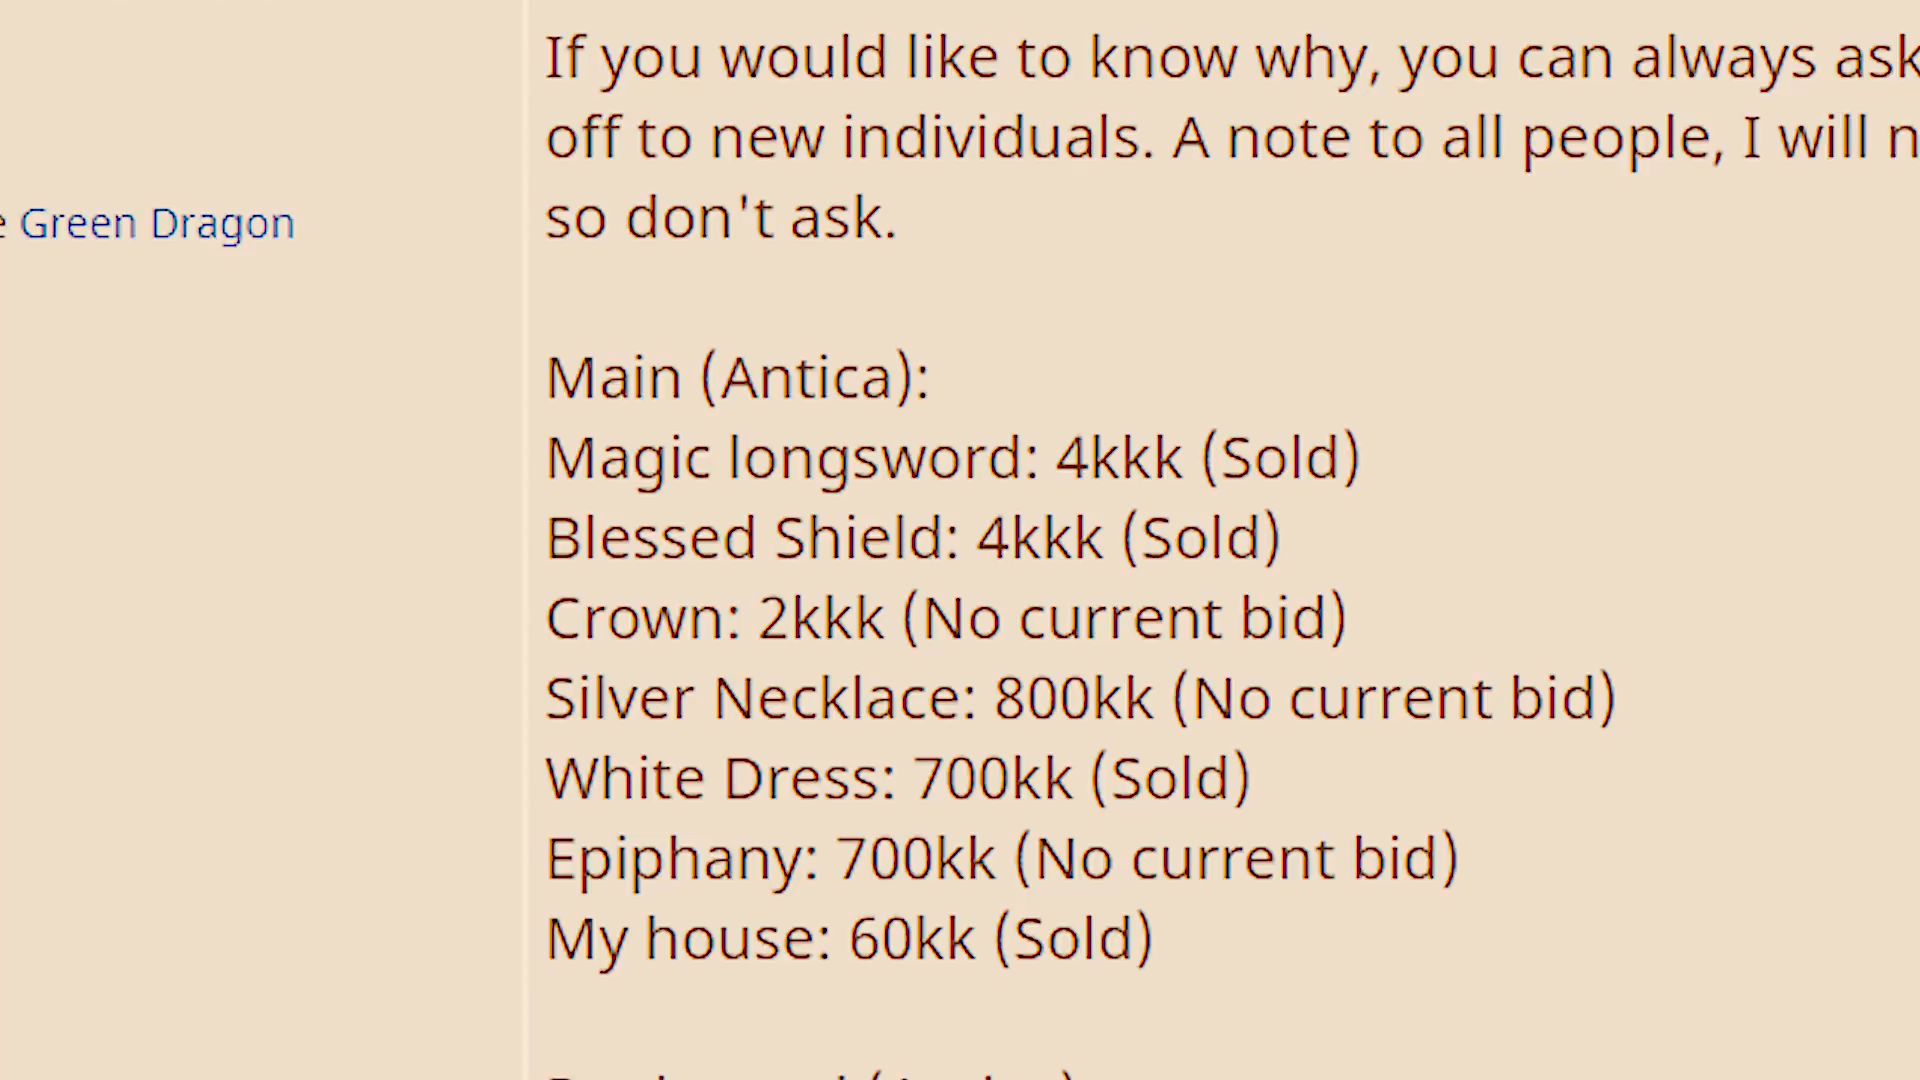 If you would like to know why, you can always ask
off to new individuals. A note to all people, I will n
so don't ask.
e Green Dragon
Main (Antica):
Magic longsword: 4kkk (Sold)
Blessed Shield: 4kkk (Sold)
Crown: 2kkk (No current bid)
Silver Necklace: 800kk (No current bid)
White Dress: 700kk (Sold)
Epiphany: 700kk (No current bid)
My house: 60kk (Sold)